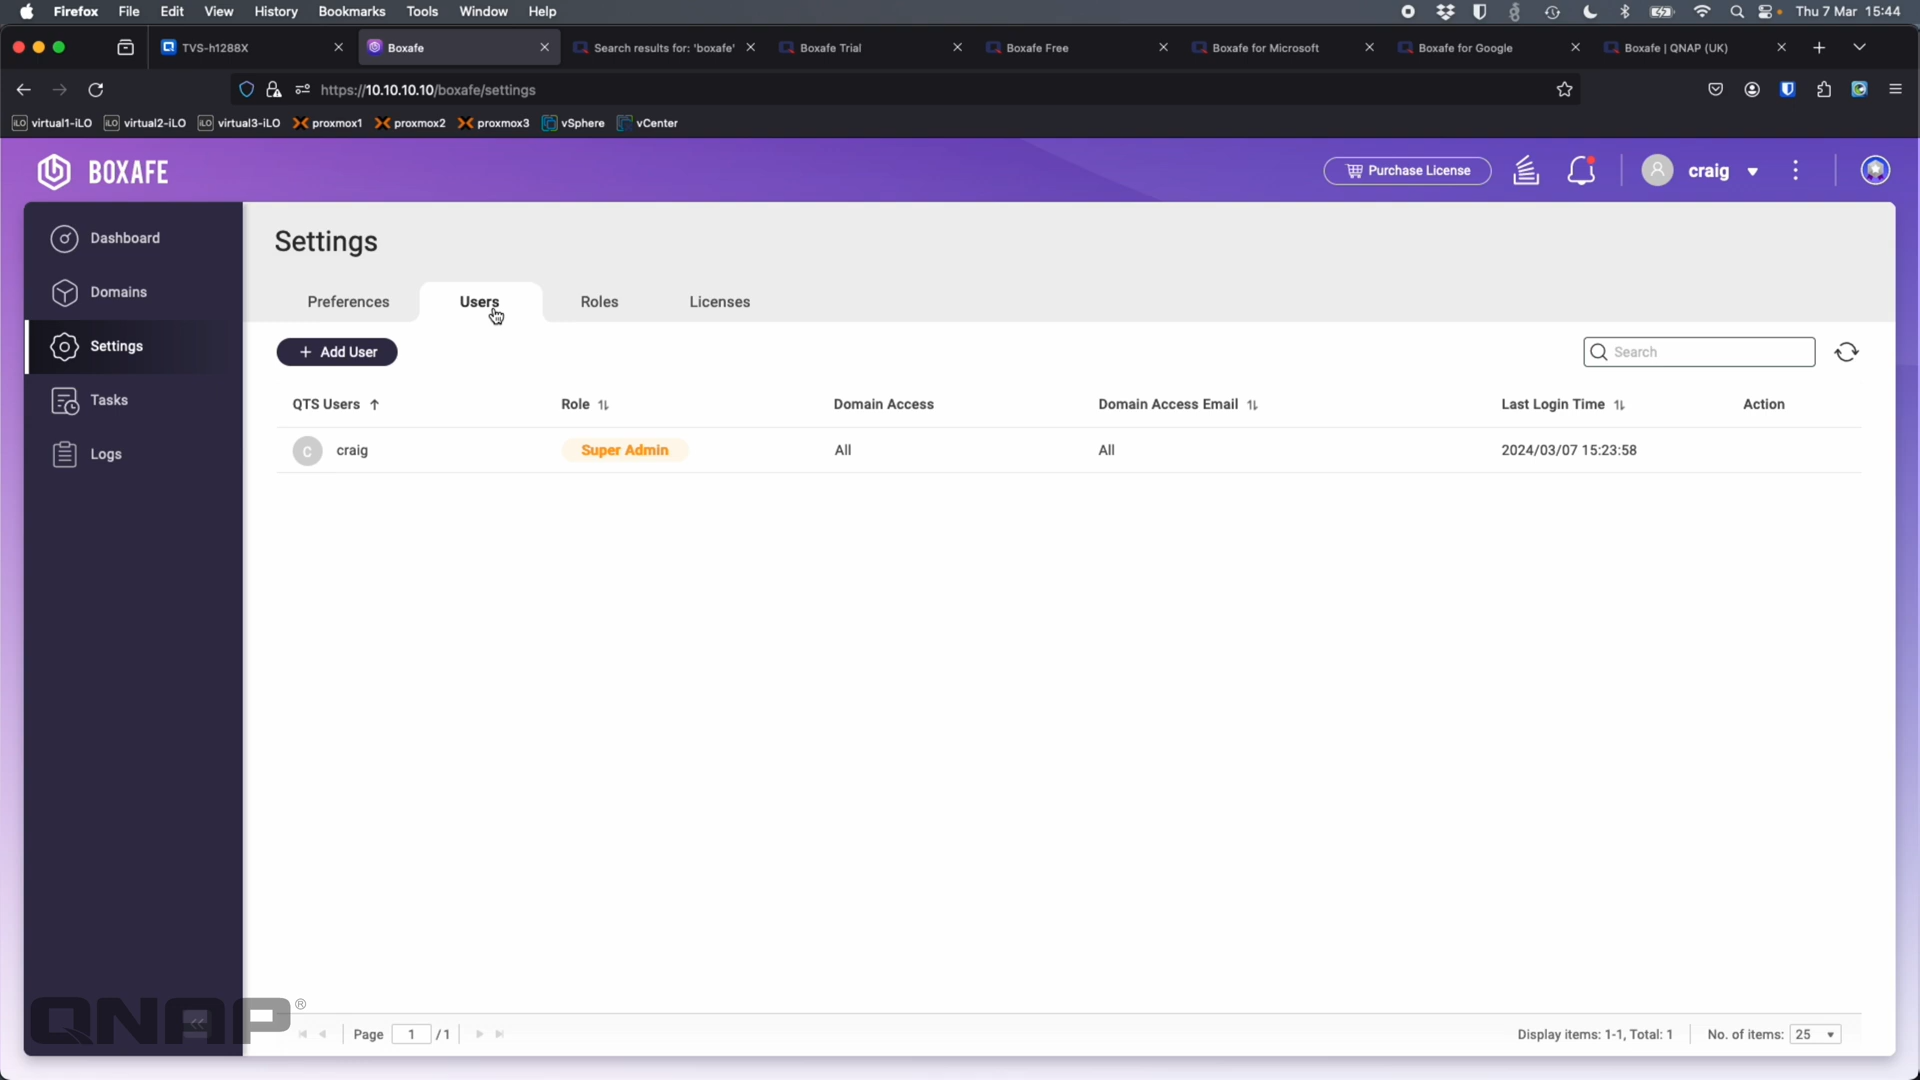 Firefox File Edit View History Bookmarks Tools Window Help Thu 7 Mar 15:44
TVS-h1288X Boxafe Search results for: 'boxafe' Boxafe Trial Boxafe Free Boxafe for Microsoft Boxafe for Google Boxafe | QNAP (UK)
https://10.10.10.10/boxafe/settings
iLO virtual1-iLO iLO virtual2-iLO iLO virtual3-iLO proxmox1 proxmox2 proxmox3 vSphere vCenter
BOXAFE Purchase License craig
Dashboard
Domains
Settings
Tasks
Logs
Settings
Preferences Users Roles Licenses
+ Add User Search
QTS Users Role Domain Access Domain Access Email Last Login Time Action
C craig Super Admin All All 2024/03/07 15:23:58
QNAP®
Page 1 /1 Display items: 1-1, Total: 1 No. of items: 25